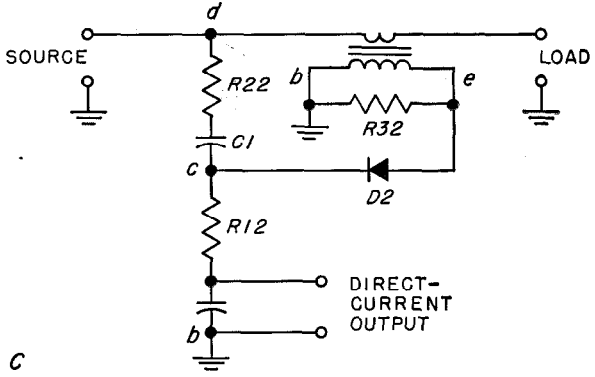 d
SOURCE
LOAD
R22
b
e
R32
C1
c
D2
R12
DIRECT-
CURRENT
OUTPUT
b
C